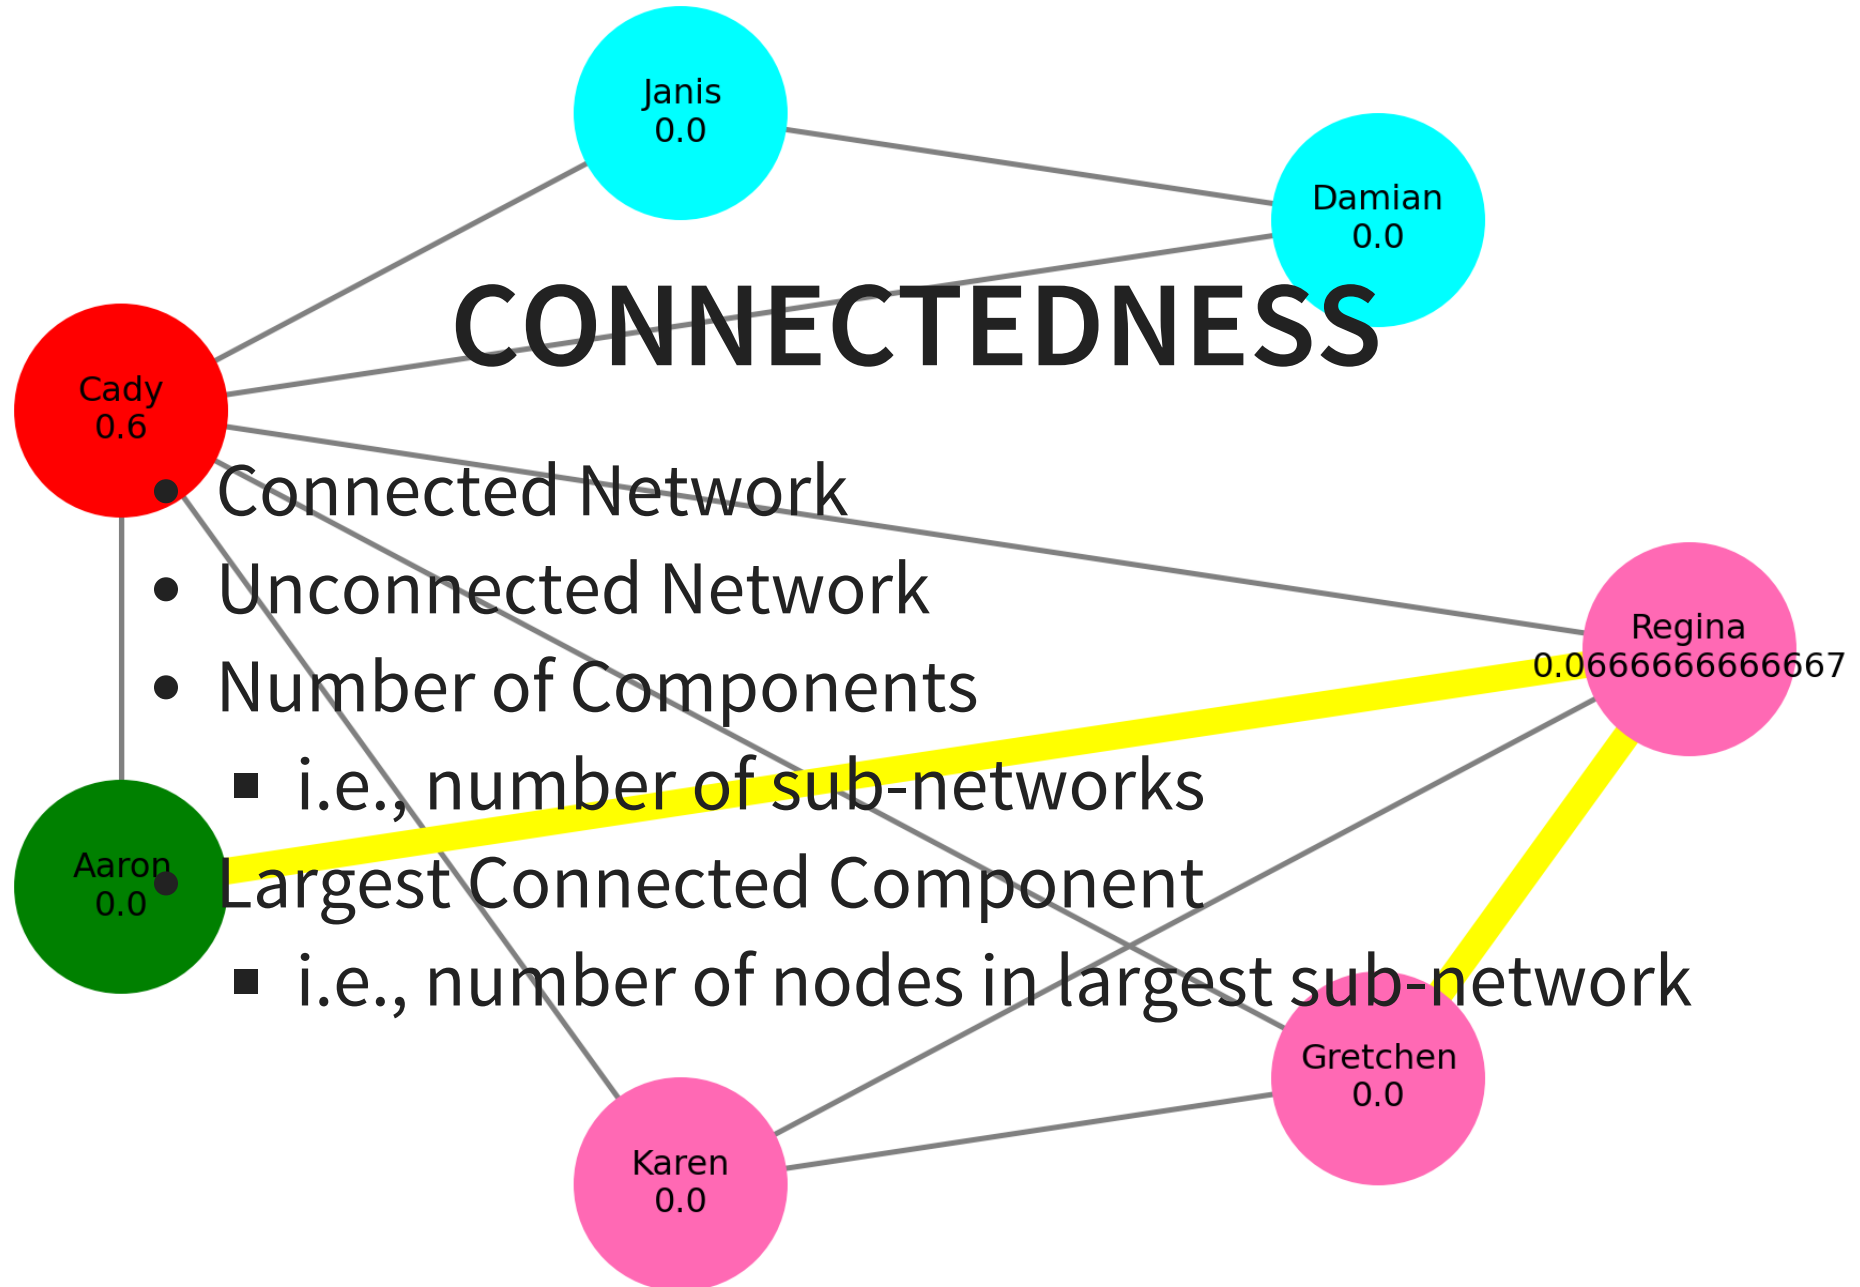 Janis
0.0
Damian
0.0
CONNECTEDNESS
Cady
0.6
• Connected Network
• Unconnected Network
Regina
0.0666666666667
• Number of Components
▪ i.e., number of sub-networks
Aaron
0.0
• Largest Connected Component
▪ i.e., number of nodes in largest sub-network
Gretchen
0.0
Karen
0.0